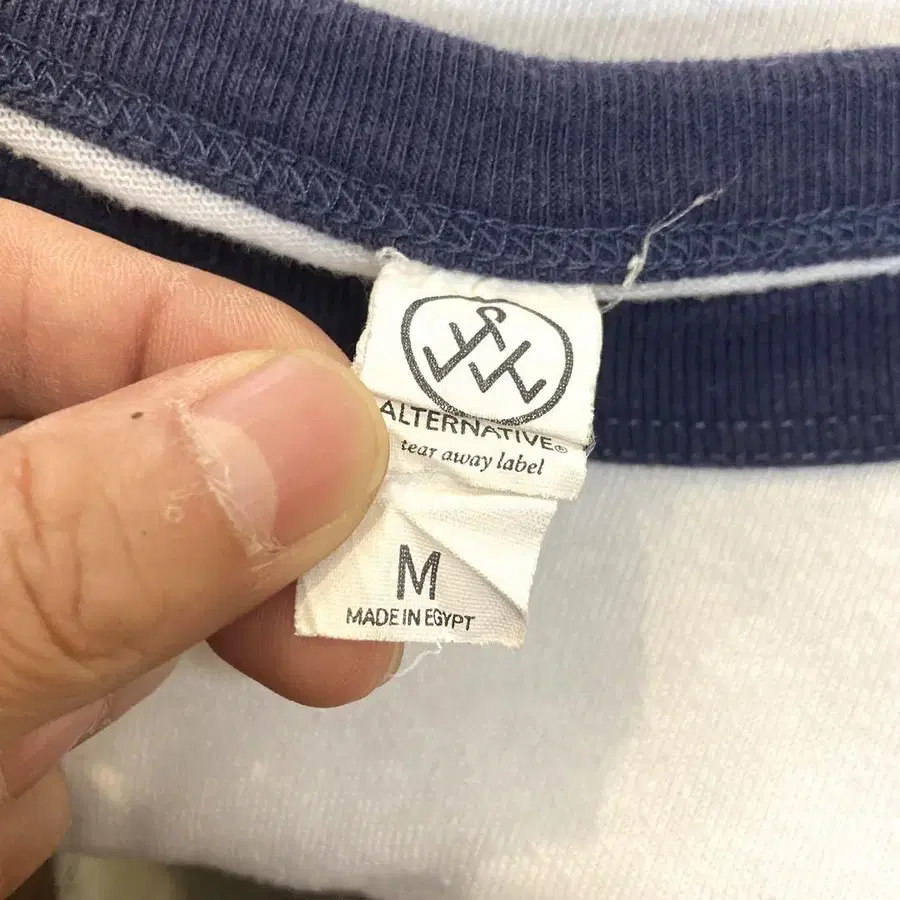 ALTERNATIVE®
tear away label
M
MADE IN EGYPT